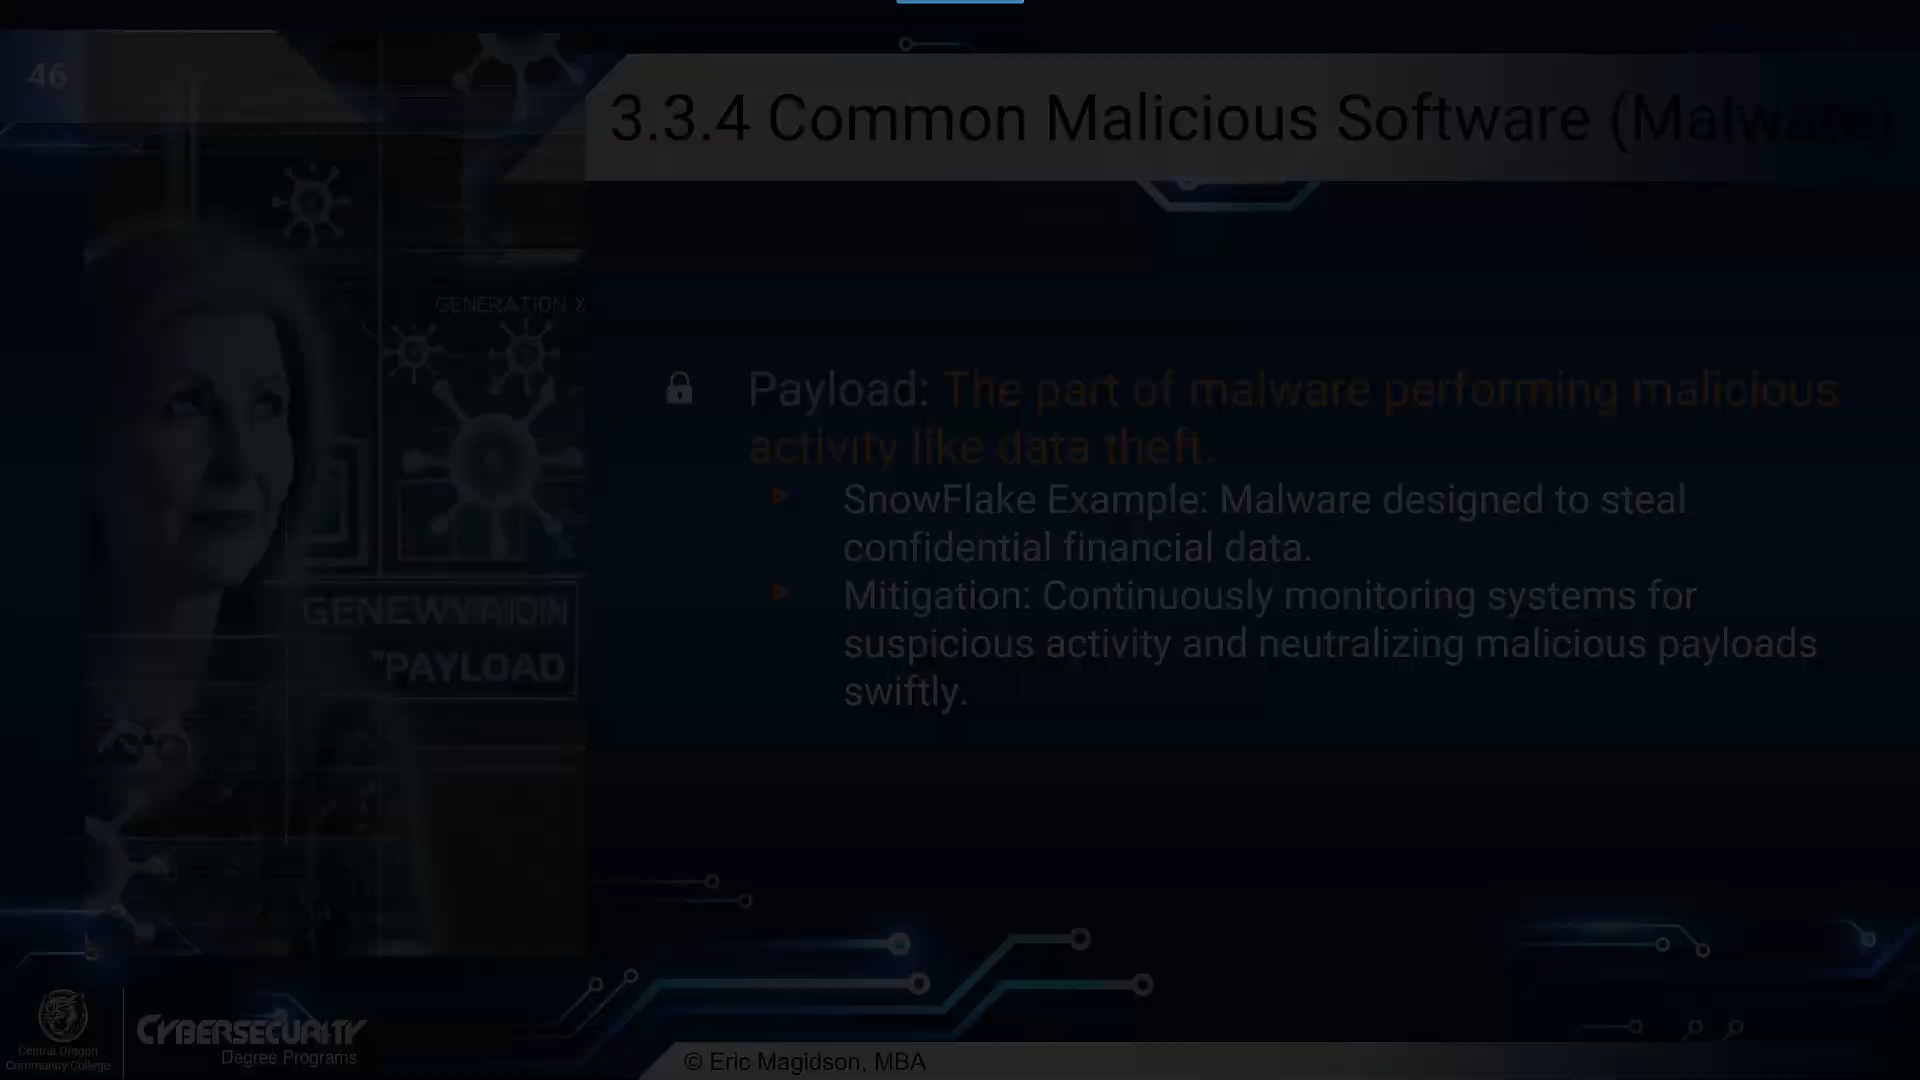 46
3.3.4 Common Malicious Software (Malware)
GENERATION X
GENEWVRIDIN
"PAYLOAD
Payload: The part of malware performing malicious
activity like data theft.
SnowFlake Example: Malware designed to steal
confidential financial data.
Mitigation: Continuously monitoring systems for
suspicious activity and neutralizing malicious payloads
swiftly.
Central Oregon
Community College
CYBERSECURITY
Degree Programs
© Eric Magidson, MBA